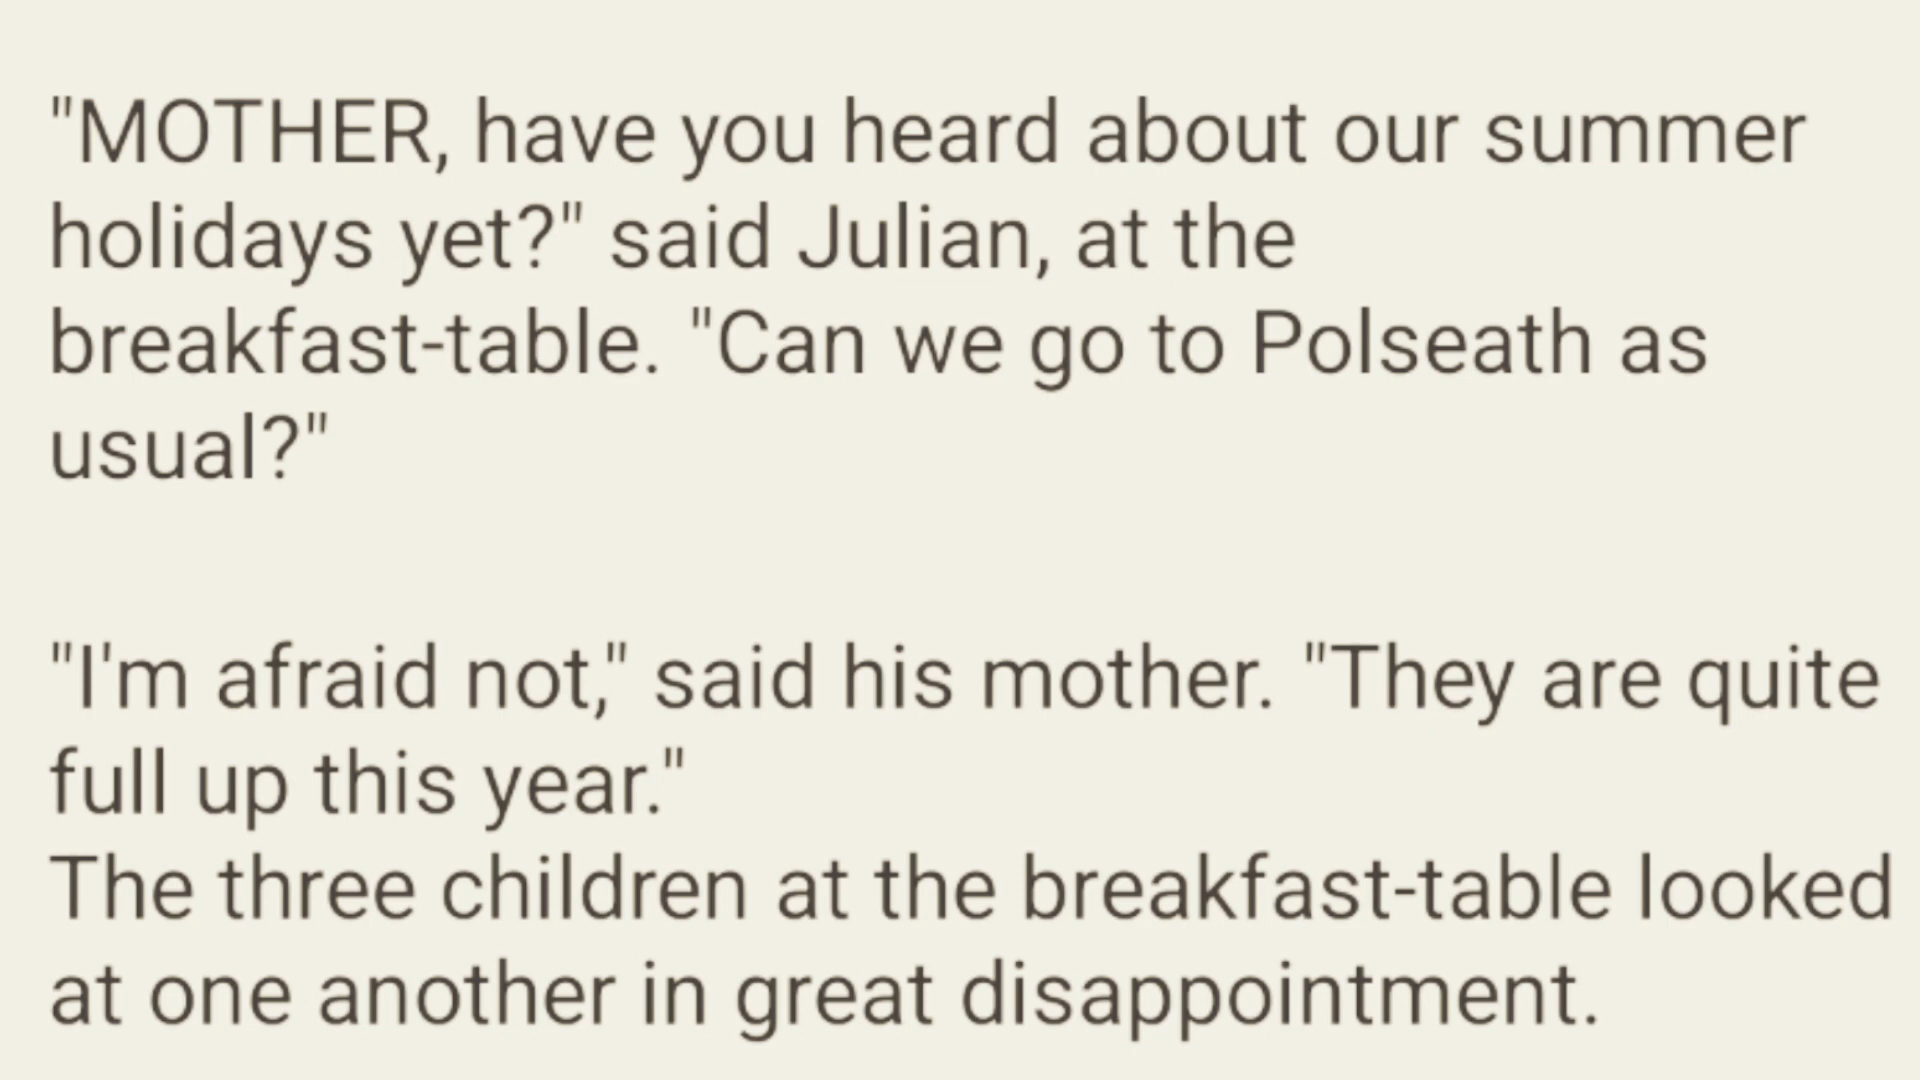 "MOTHER, have you heard about our summer
holidays yet?" said Julian, at the
breakfast-table. "Can we go to Polseath as
usual?"
"I'm afraid not," said his mother. "They are quite
full up this year."
The three children at the breakfast-table looked
at one another in great disappointment.